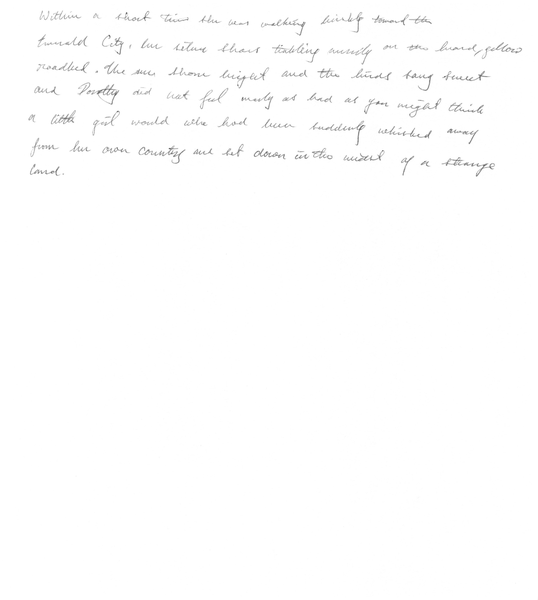 Within a short time she was walking briskly toward the
Emerald City, her silver shoes tinkling merrily on the hard, yellow
roadbed. The sun shone bright and the birds sang sweet
and Dorothy did not feel nearly as bad as you might think
a little girl would who had been suddenly whisked away
from her own country and set down in the midst of a strange
land.